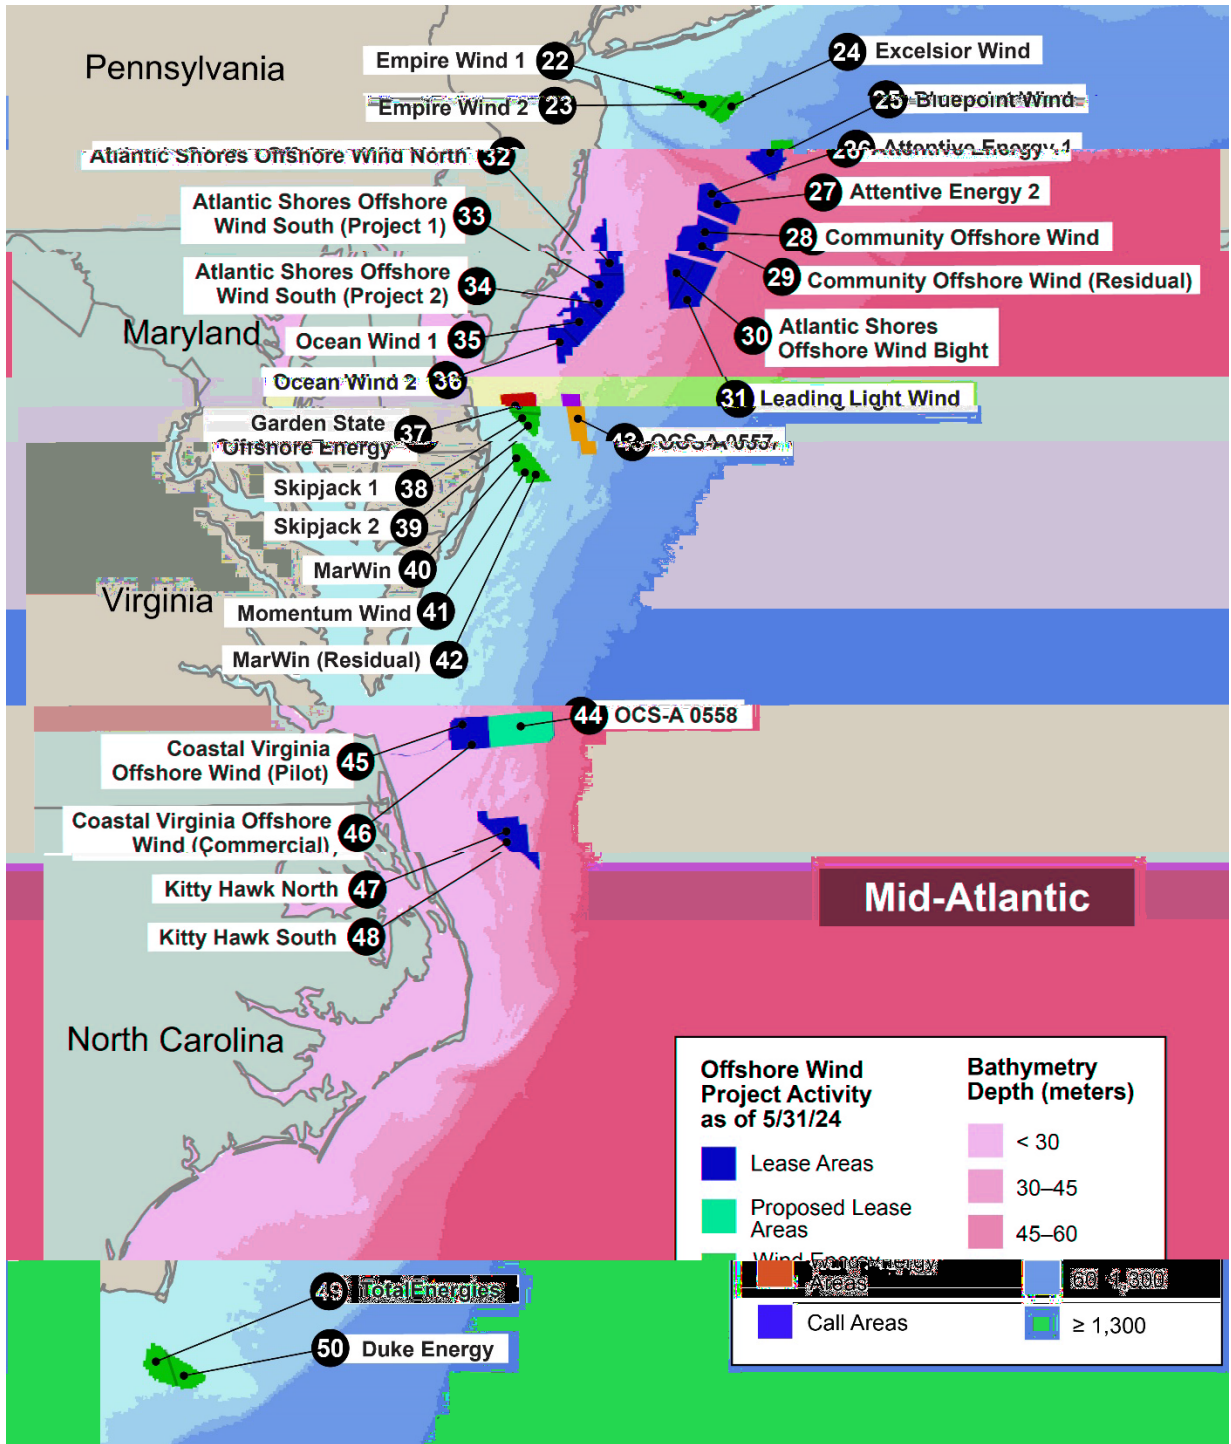 Pennsylvania
Empire Wind 1 22
24 Excelsior Wind
Empire Wind 2 23
25 Bluepoint Wind
Atlantic Shores Offshore Wind North 32
26 Attentive Energy 1
27 Attentive Energy 2
Atlantic Shores Offshore
Wind South (Project 1) 33
28 Community Offshore Wind
29 Community Offshore Wind (Residual)
Atlantic Shores Offshore
Wind South (Project 2) 34
Maryland
Ocean Wind 1 35
30 Atlantic Shores
Offshore Wind Bight
Ocean Wind 2 36
31 Leading Light Wind
Garden State
Offshore Energy 37
43 OCS-A 0557
Skipjack 1 38
Skipjack 2 39
MarWin 40
Virginia
Momentum Wind 41
MarWin (Residual) 42
44 OCS-A 0558
Coastal Virginia
Offshore Wind (Pilot) 45
Coastal Virginia Offshore
Wind (Commercial) 46
Kitty Hawk North 47
Mid-Atlantic
Kitty Hawk South 48
North Carolina
Offshore Wind
Project Activity
as of 5/31/24
Lease Areas
Proposed Lease
Areas
Wind Energy
Areas
Call Areas
Bathymetry
Depth (meters)
< 30
30–45
45–60
60–1,300
≥ 1,300
49 TotalEnergies
50 Duke Energy